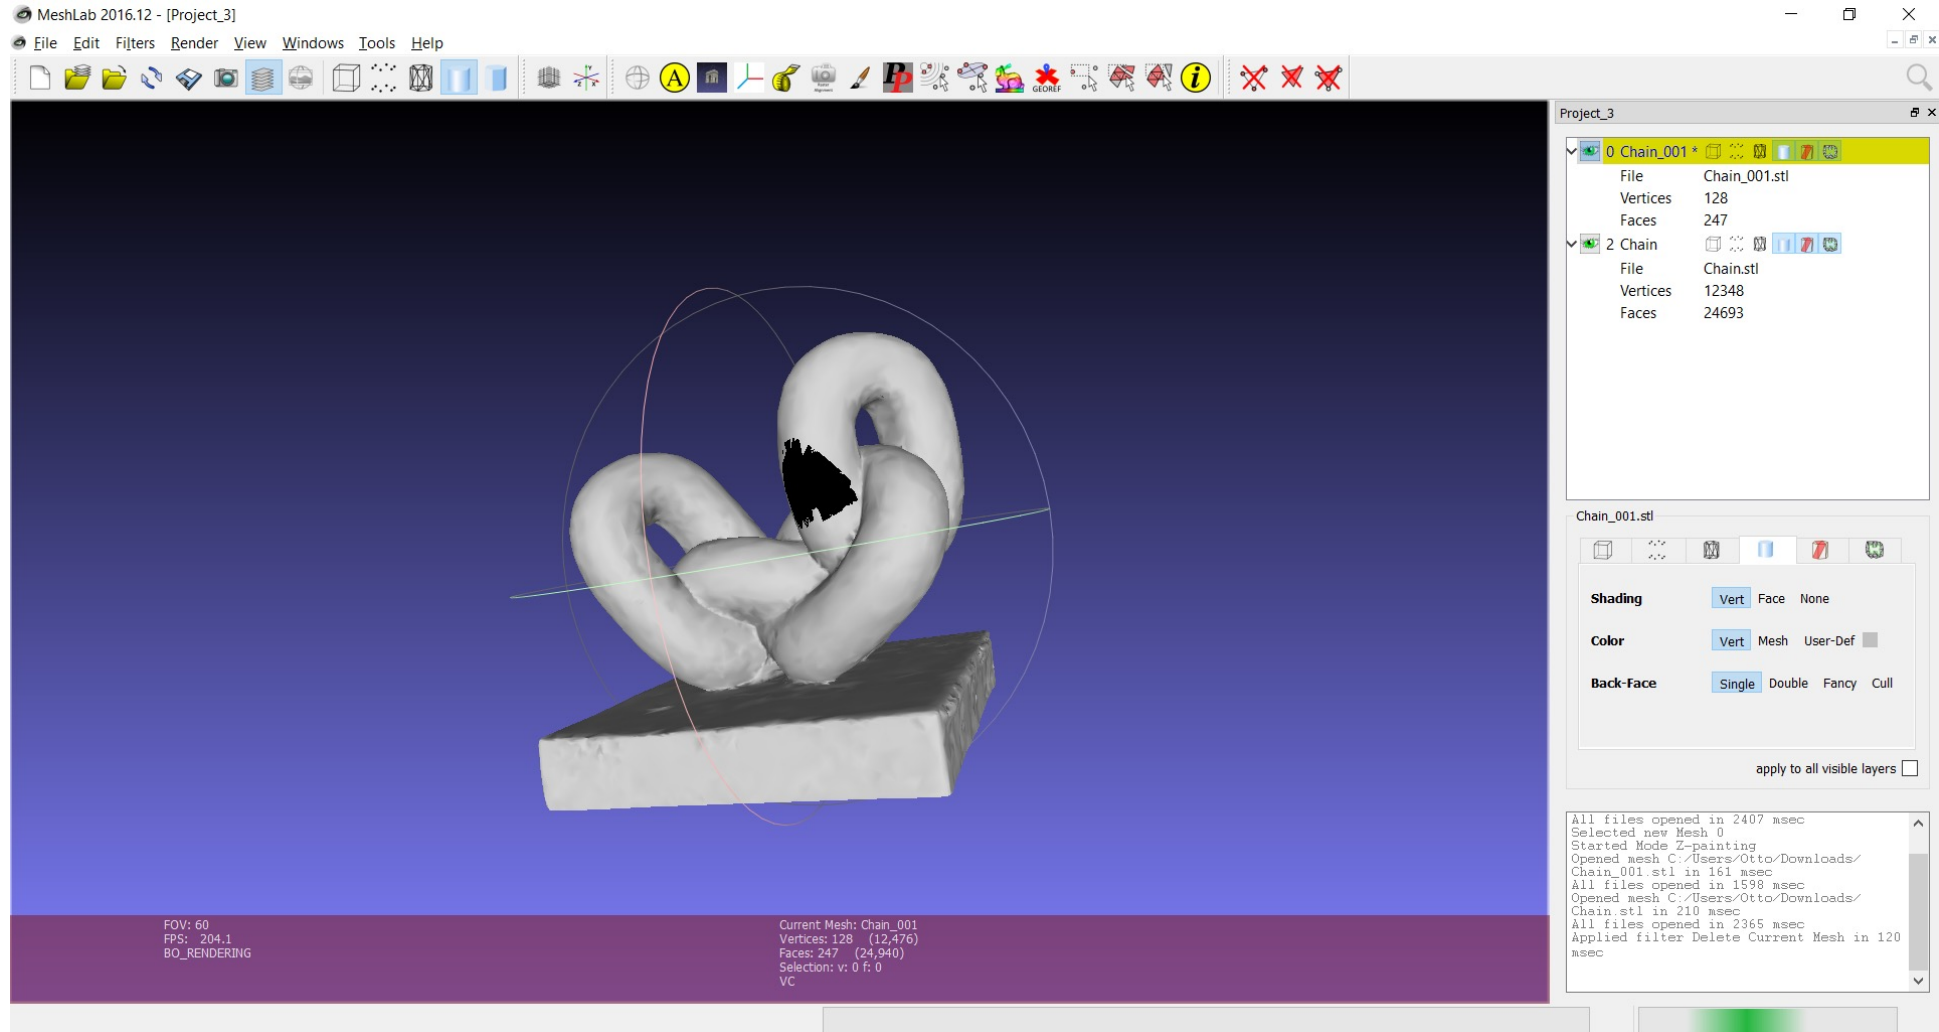 MeshLab 2016.12 - [Project_3]
File Edit Filters Render View Windows Tools Help
A
PP
GEOREF
i
Project_3
0 Chain_001 *
File Chain_001.stl
Vertices 128
Faces 247
2 Chain
File Chain.stl
Vertices 12348
Faces 24693
Chain_001.stl
Shading Vert Face None
Color Vert Mesh User-Def
Back-Face Single Double Fancy Cull
apply to all visible layers
All files opened in 2407 msec
Selected new Mesh 0
Started Mode Z-painting
Opened mesh C:/Users/Otto/Downloads/
Chain_001.stl in 161 msec
All files opened in 1598 msec
Opened mesh C:/Users/Otto/Downloads/
Chain.stl in 210 msec
All files opened in 2365 msec
Applied filter Delete Current Mesh in 120
msec
FOV: 60
FPS: 204.1
BO_RENDERING
Current Mesh: Chain_001
Vertices: 128 (12,476)
Faces: 247 (24,940)
Selection: v: 0 f: 0
VC